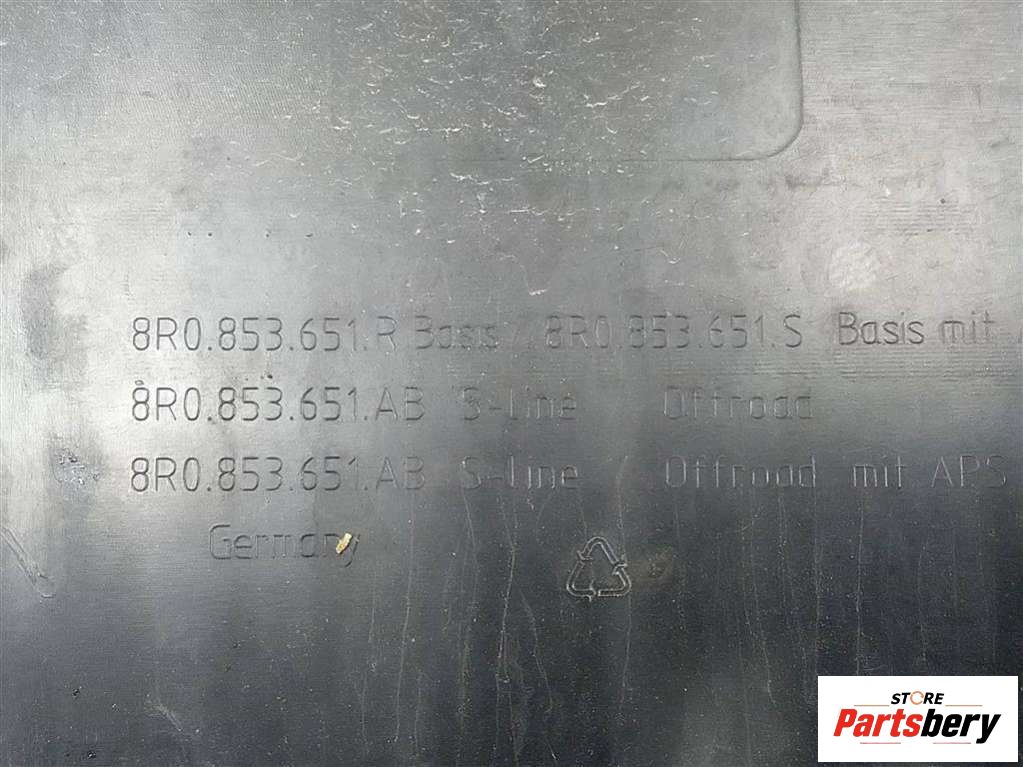 8R0.853.651.R Basis / 8R0.853.651.S Basis mit
8R0.853.651.AB S-line Offroad
8R0.853.651.AB S-line / Offroad mit APS
Germany
STORE
Partsbery